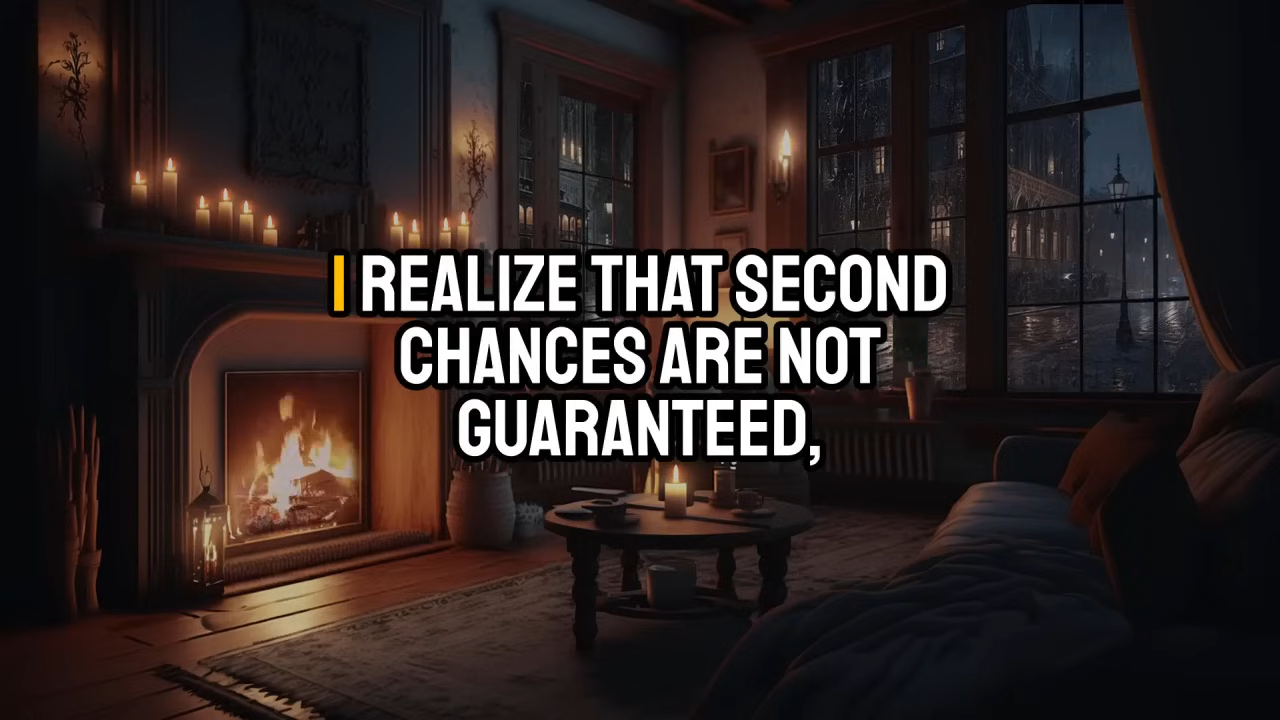 I REALIZE THAT SECOND
CHANCES ARE NOT
GUARANTEED,